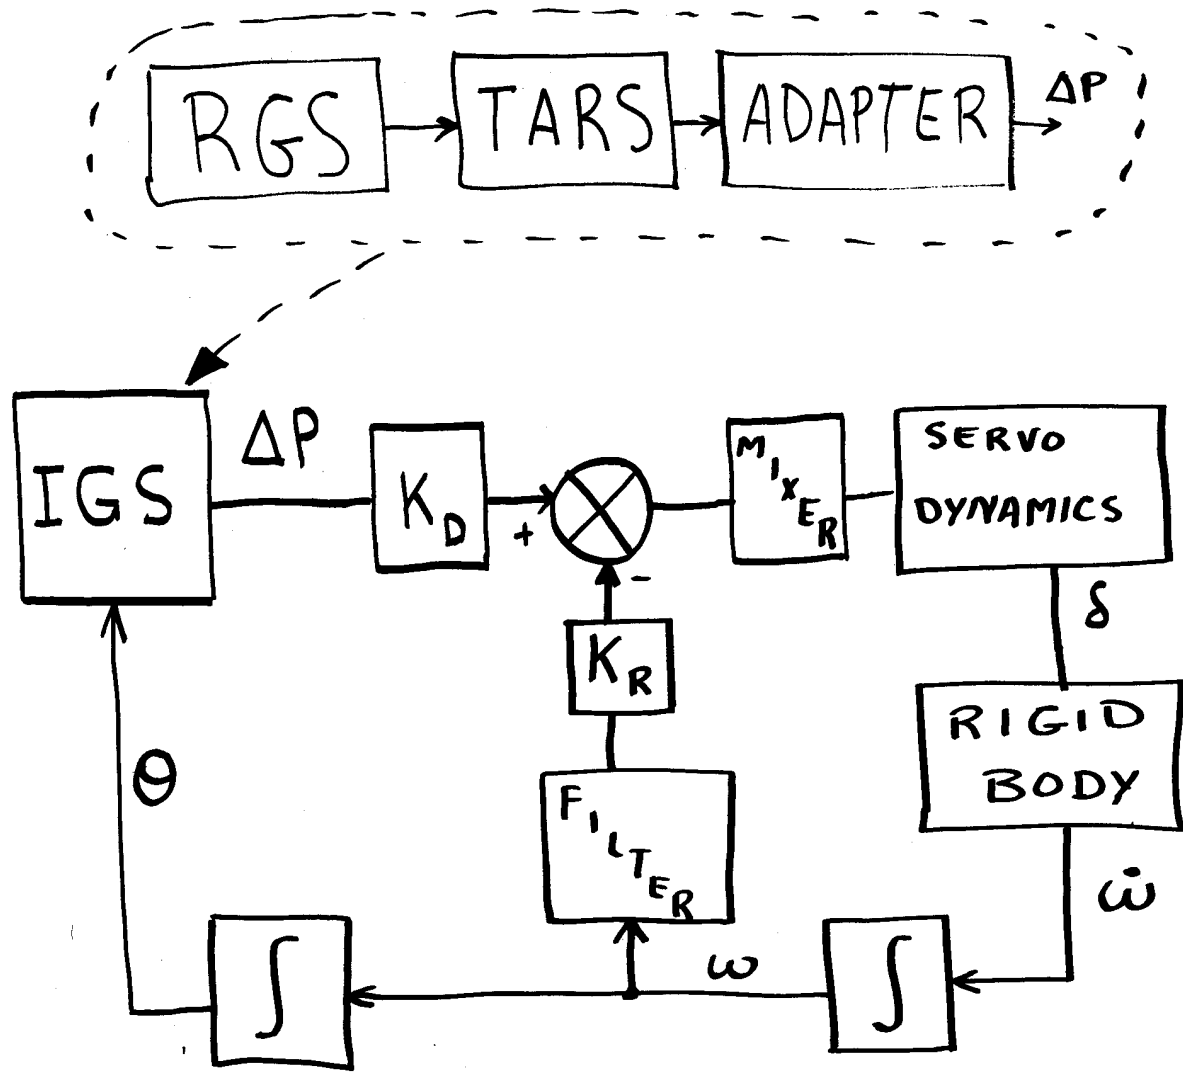 RGS
TARS
ADAPTER
ΔP
IGS
ΔP
K_D
+
-
MIXER
SERVO
DYNAMICS
δ
RIGID
BODY
ω̇
K_R
FILTER
θ
∫
ω
∫